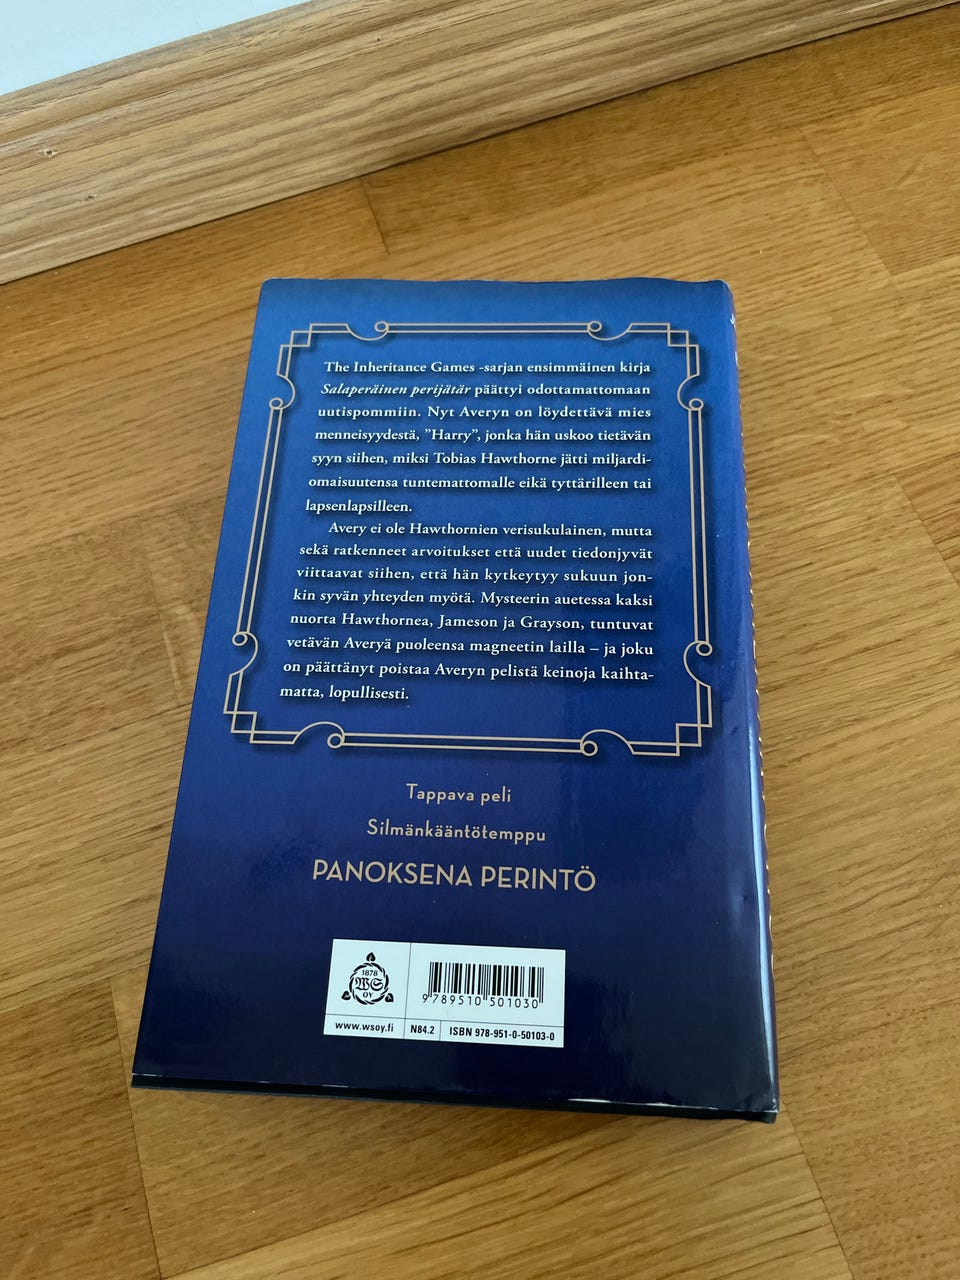 The Inheritance Games -sarjan ensimmäinen kirja
Salaperäinen perijätär päättyi odottamattomaan
uutispommiin. Nyt Averyn on löydettävä mies
menneisyydestä, ”Harry”, jonka hän uskoo tietävän
syyn siihen, miksi Tobias Hawthorne jätti miljardi-
omaisuutensa tuntemattomalle eikä tyttärilleen tai
lapsenlapsilleen.
Avery ei ole Hawthornien verisukulainen, mutta
sekä ratkenneet arvoitukset että uudet tiedonjyvät
viittaavat siihen, että hän kytkeytyy sukuun jon-
kin syvän yhteyden myötä. Mysteerin auetessa kaksi
nuorta Hawthornea, Jameson ja Grayson, tuntuvat
vetävän Averyä puoleensa magneetin lailla – ja joku
on päättänyt poistaa Averyn pelistä keinoja kaihta-
matta, lopullisesti.
Tappava peli
Silmänkääntötemppu
PANOKSENA PERINTÖ
1878
WS
OY
9 789510 501030
www.wsoy.fi
N84.2
ISBN 978-951-0-50103-0